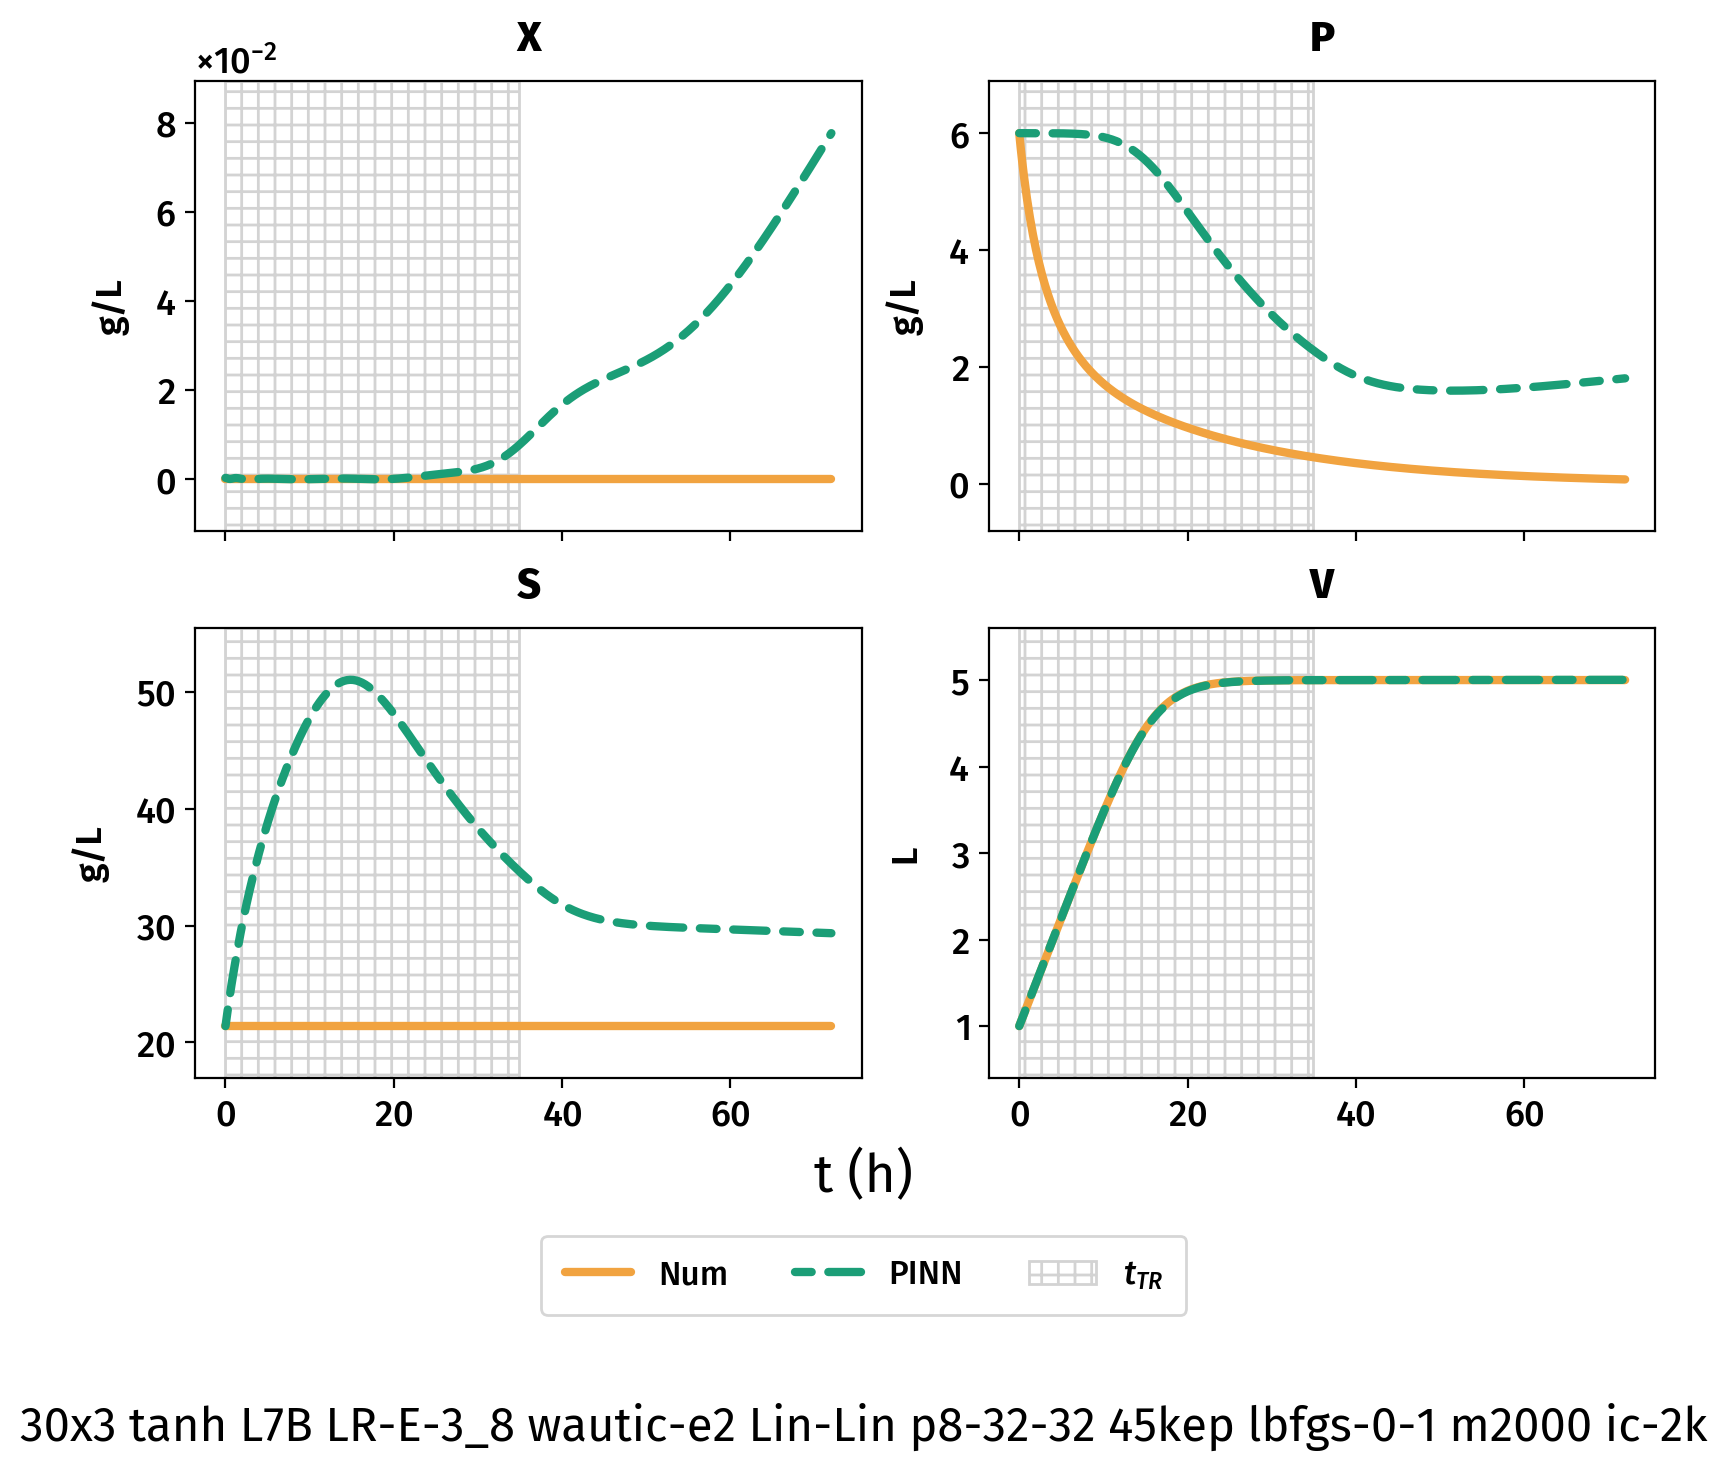 X
×10⁻²
8
6
4
2
0
g/L
P
6
4
2
0
g/L
S
50
40
30
20
g/L
0 20 40 60
V
5
4
3
2
1
L
0 20 40 60
t (h)
Num PINN t_TR
30x3 tanh L7B LR-E-3_8 wautic-e2 Lin-Lin p8-32-32 45kep lbfgs-0-1 m2000 ic-2k